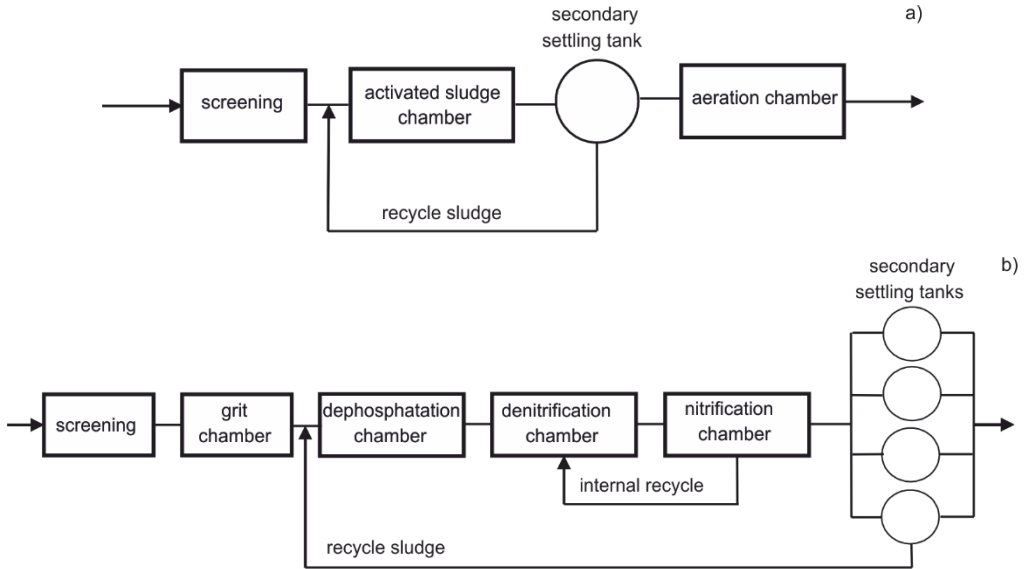 secondary
settling tank
a)
screening
activated sludge
chamber
aeration chamber
recycle sludge
secondary
settling tanks
b)
screening
grit
chamber
dephosphatation
chamber
denitrification
chamber
nitrification
chamber
internal recycle
recycle sludge